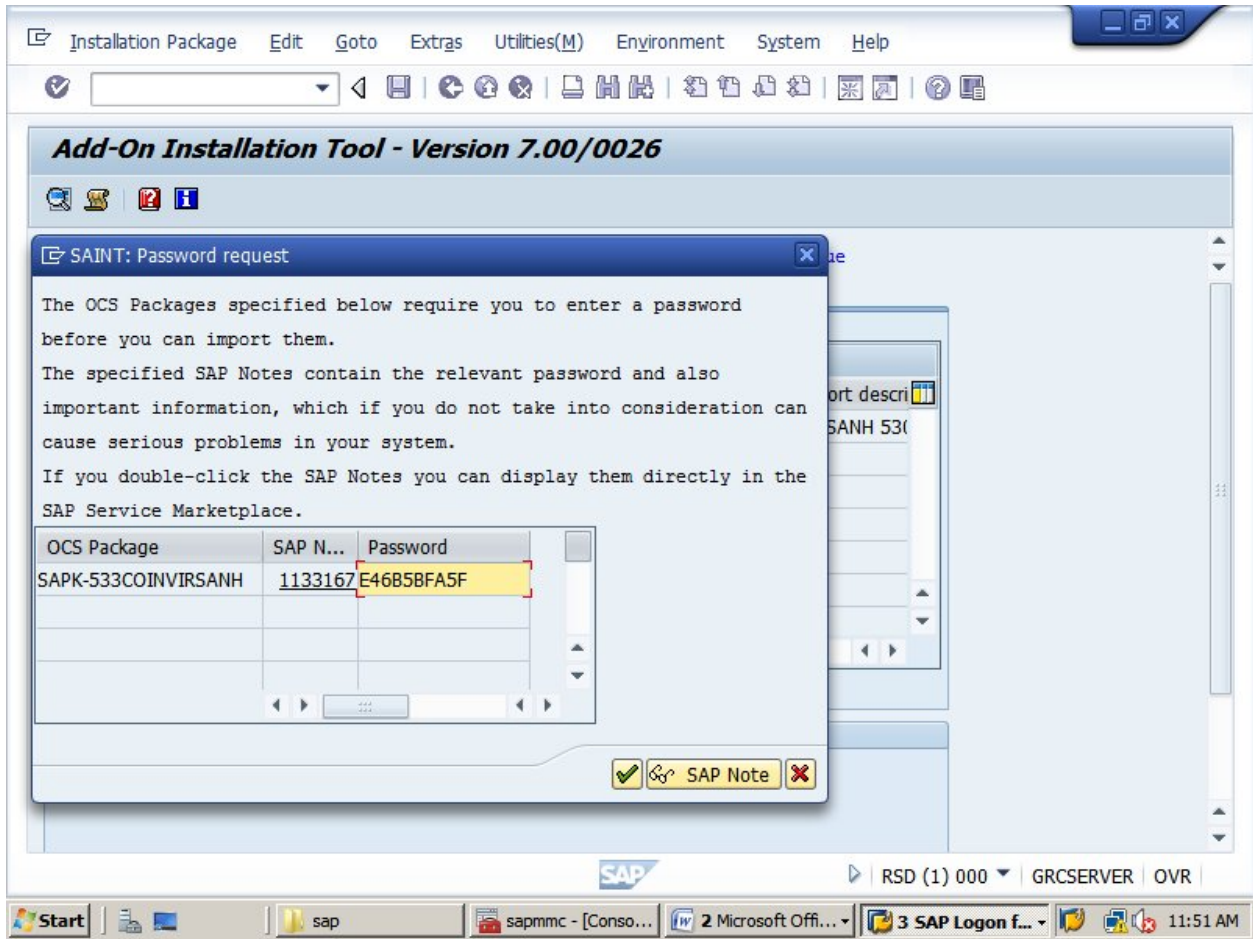 Installation Package Edit Goto Extras Utilities(M) Environment System Help
Add-On Installation Tool - Version 7.00/0026
SAINT: Password request
ue
The OCS Packages specified below require you to enter a password
before you can import them.
The specified SAP Notes contain the relevant password and also
important information, which if you do not take into consideration can
cause serious problems in your system.
If you double-click the SAP Notes you can display them directly in the
SAP Service Marketplace.
ort descri
SANH 530
OCS Package SAP N... Password
SAPK-533COINVIRSANH 1133167 E46B5BFA5F
SAP Note
SAP
RSD (1) 000 GRCSERVER OVR
Start sap sapmmc - [Conso... 2 Microsoft Offi... 3 SAP Logon f... 11:51 AM